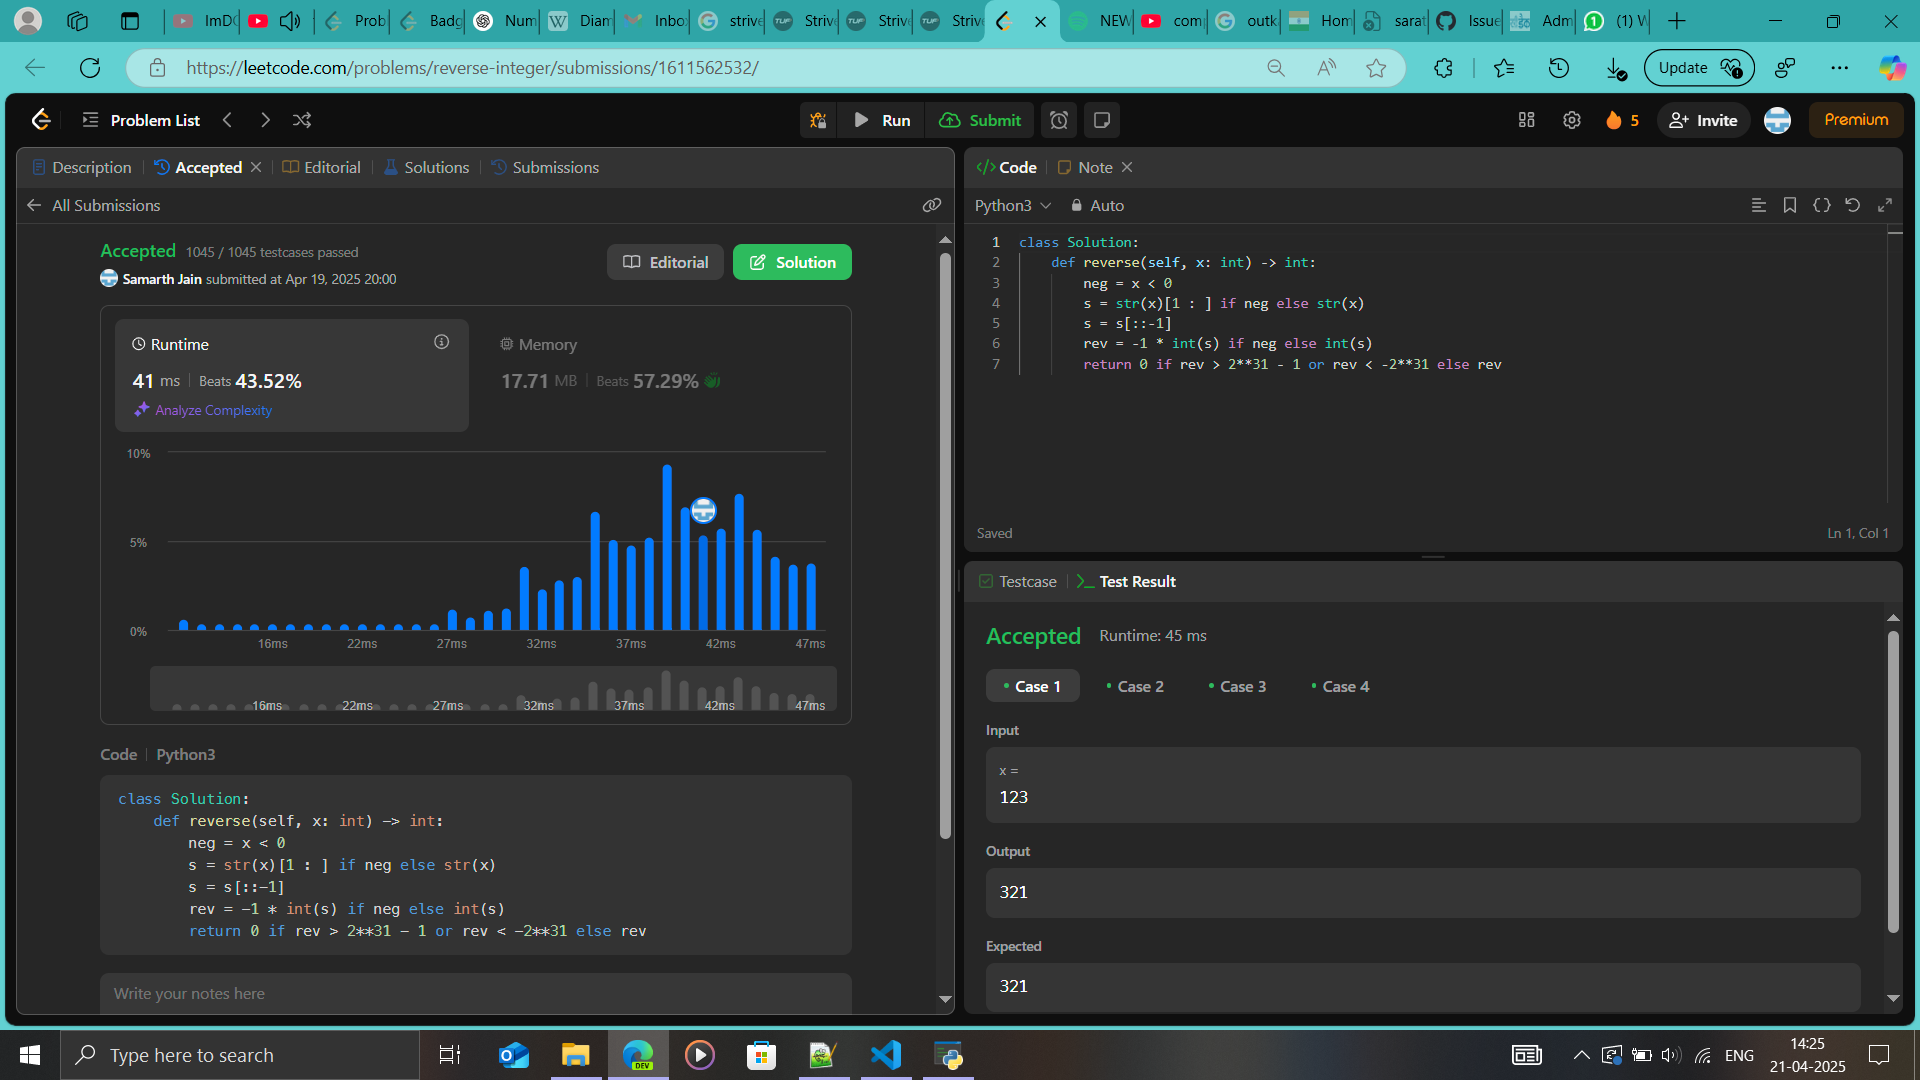 ImDC
Prob
Badg
Num
Diam
Inbo
strive
Strive
Strive
Strive
NEW
com
outk
Hom
sarat
Issue
Adm
(1) W
https://leetcode.com/problems/reverse-integer/submissions/1611562532/
Update
Problem List
Run
Submit
5
Invite
Premium
Description
Accepted
Editorial
Solutions
Submissions
All Submissions
Accepted 1045 / 1045 testcases passed
Samarth Jain submitted at Apr 19, 2025 20:00
Editorial
Solution
Runtime
41 ms | Beats 43.52%
Analyze Complexity
Memory
17.71 MB | Beats 57.29%
10%
5%
0%
16ms 22ms 27ms 32ms 37ms 42ms 47ms
16ms 22ms 27ms 32ms 37ms 42ms 47ms
Code | Python3
class Solution:
    def reverse(self, x: int) -> int:
        neg = x < 0
        s = str(x)[1 : ] if neg else str(x)
        s = s[::-1]
        rev = -1 * int(s) if neg else int(s)
        return 0 if rev > 2**31 - 1 or rev < -2**31 else rev
Write your notes here
Code
Note
Python3
Auto
1 class Solution:
2     def reverse(self, x: int) -> int:
3         neg = x < 0
4         s = str(x)[1 : ] if neg else str(x)
5         s = s[::-1]
6         rev = -1 * int(s) if neg else int(s)
7         return 0 if rev > 2**31 - 1 or rev < -2**31 else rev
Saved
Ln 1, Col 1
Testcase
Test Result
Accepted Runtime: 45 ms
Case 1
Case 2
Case 3
Case 4
Input
x =
123
Output
321
Expected
321
Type here to search
DEV
ENG
14:25
21-04-2025